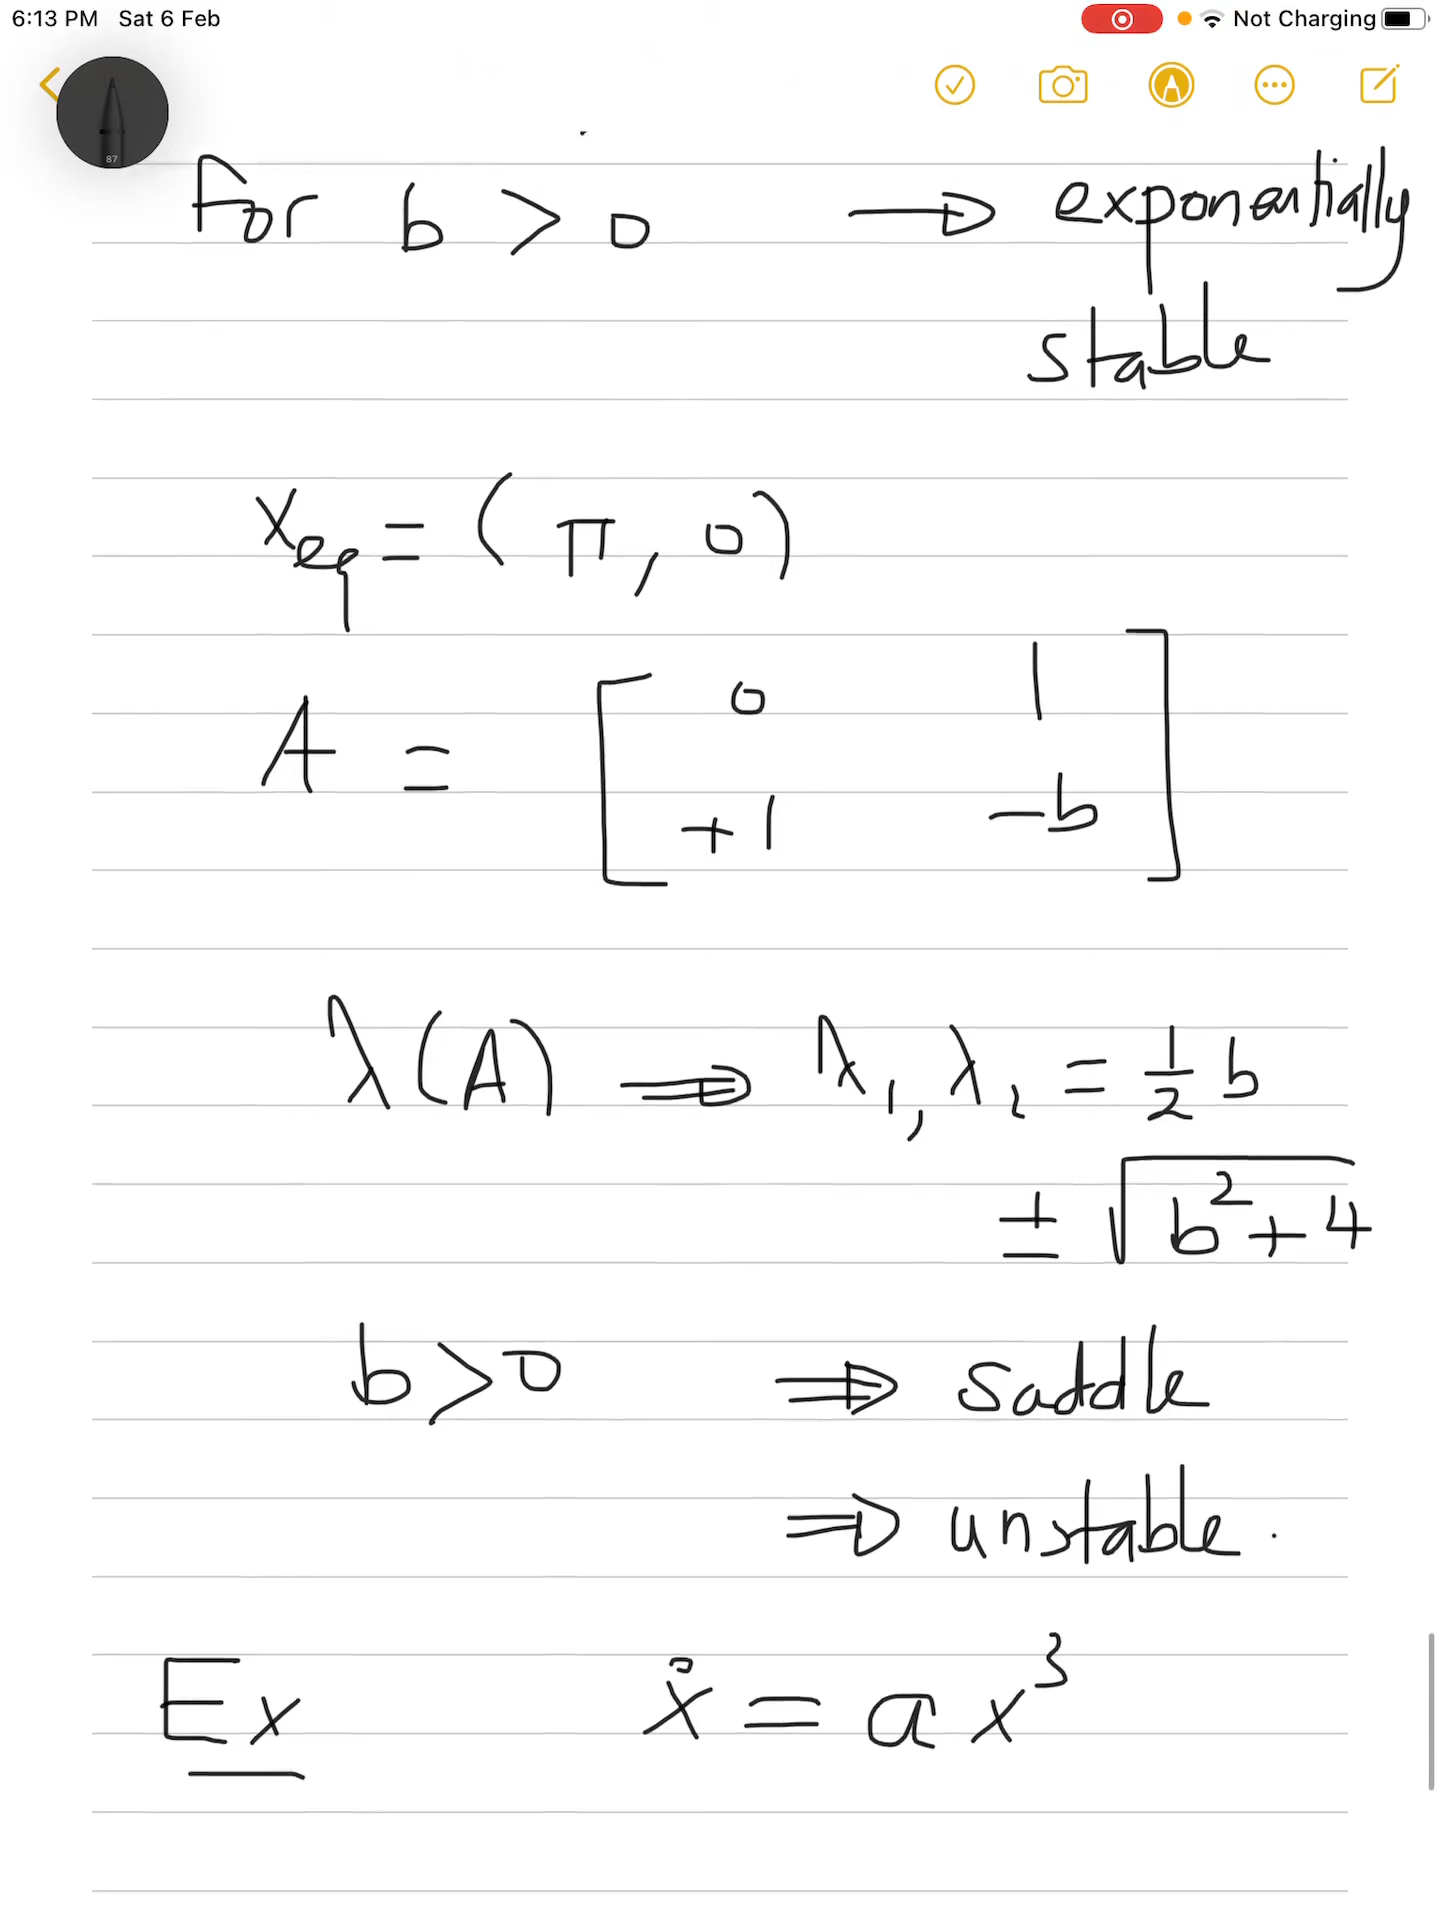 6:13 PM Sat 6 Feb Not Charging
87
For b > 0 → exponentially
stable
x_eq = (π, 0)
A = [ 0 1
+1 -b ]
λ(A) ⇒ λ₁, λ₂ = ½ b
± √(b² + 4)
b > 0 ⇒ saddle
⇒ unstable.
Ex ẋ = a x³